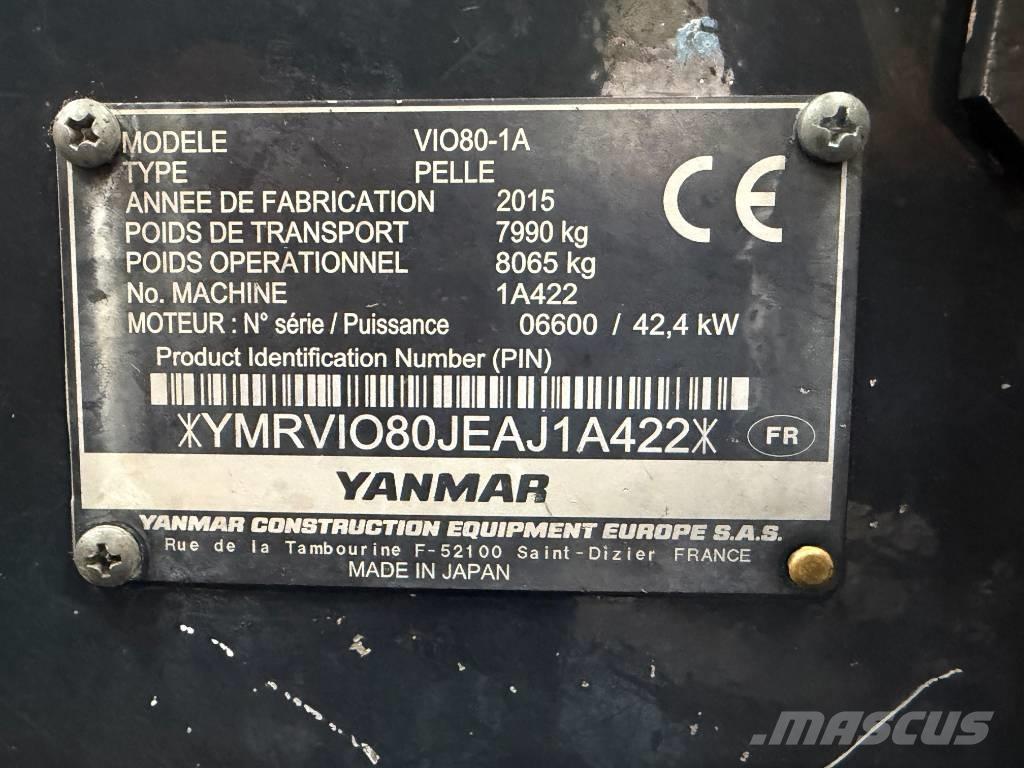 MODELE VIO80-1A
TYPE PELLE
ANNEE DE FABRICATION 2015
POIDS DE TRANSPORT 7990 kg
POIDS OPERATIONNEL 8065 kg
No. MACHINE 1A422
MOTEUR : N° série / Puissance 06600 / 42,4 kW
CE
Product Identification Number (PIN)
*YMRVIO80JEAJ1A422*
FR
YANMAR
YANMAR CONSTRUCTION EQUIPMENT EUROPE S.A.S.
Rue de la Tambourine F-52100 Saint-Dizier FRANCE
MADE IN JAPAN
MASCUS